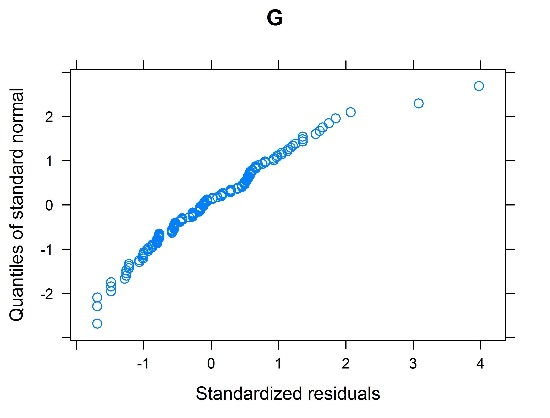 G
Quantiles of standard normal
2
1
0
-1
-2
-1 0 1 2 3 4
Standardized residuals